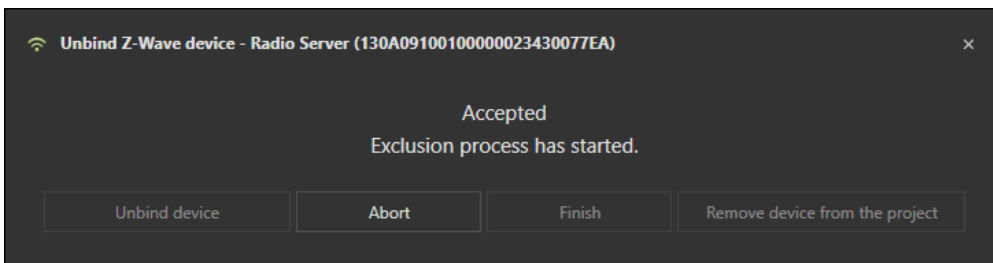 Unbind Z-Wave device - Radio Server (130A09100100000023430077EA)
Accepted
Exclusion process has started.
Unbind device Abort Finish Remove device from the project